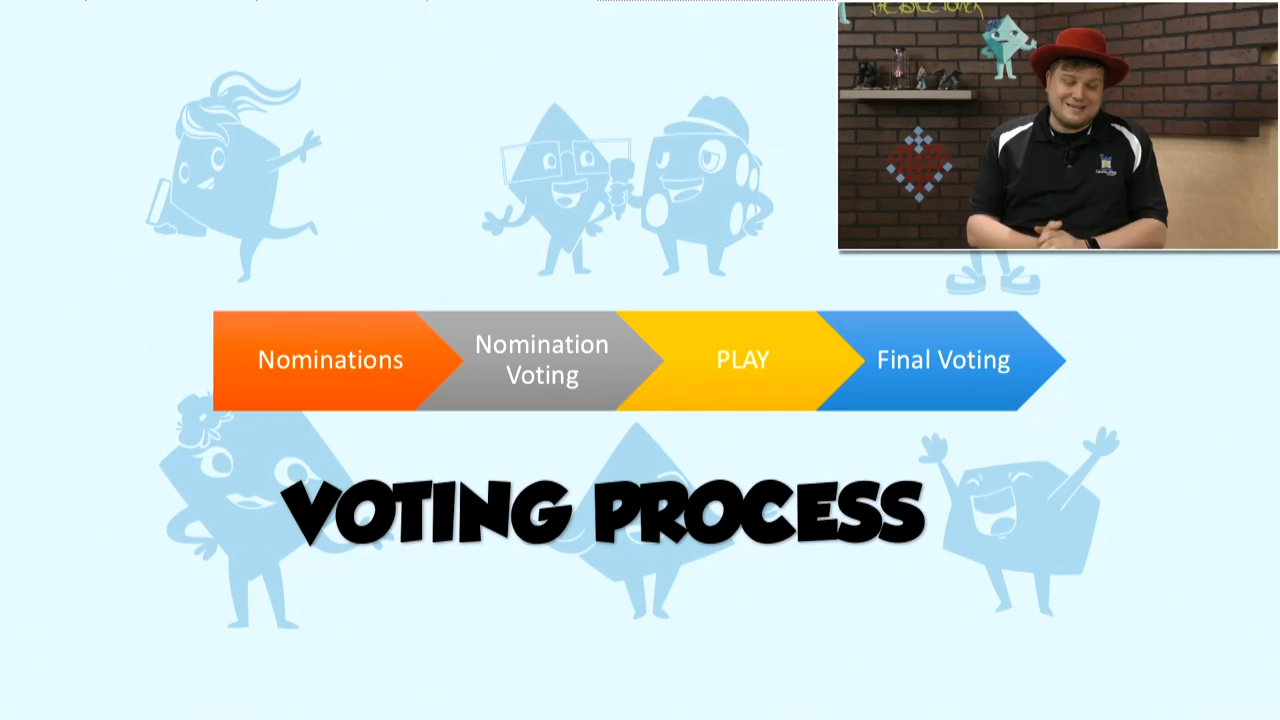 Nominations
Nomination
Voting
PLAY
Final Voting
VOTING PROCESS